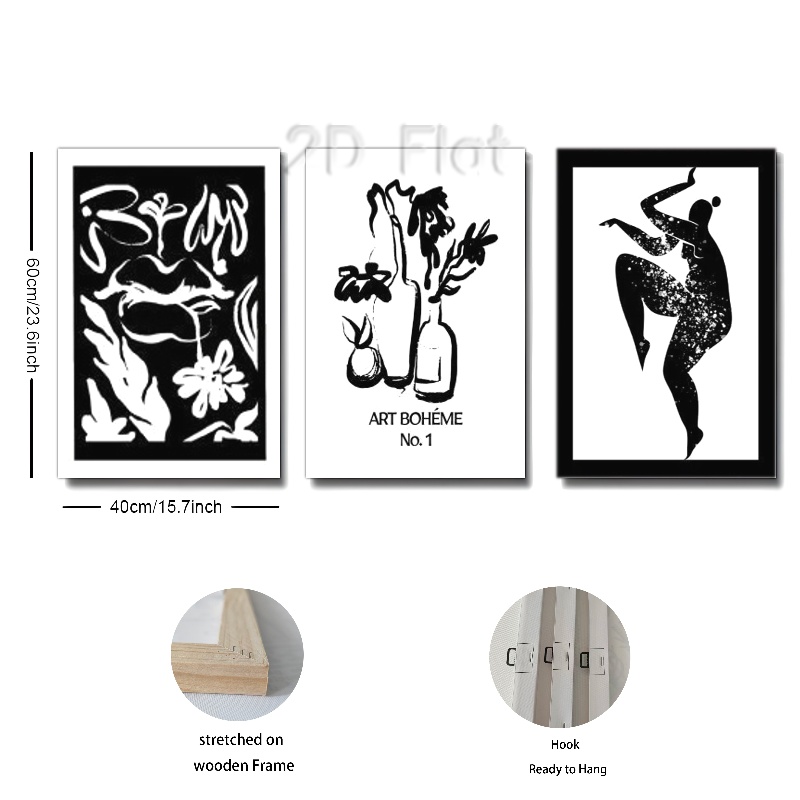 2D Flat
60cm/23.6inch
ART BOHÉME
No. 1
40cm/15.7inch
stretched on
wooden Frame
Hook
Ready to Hang